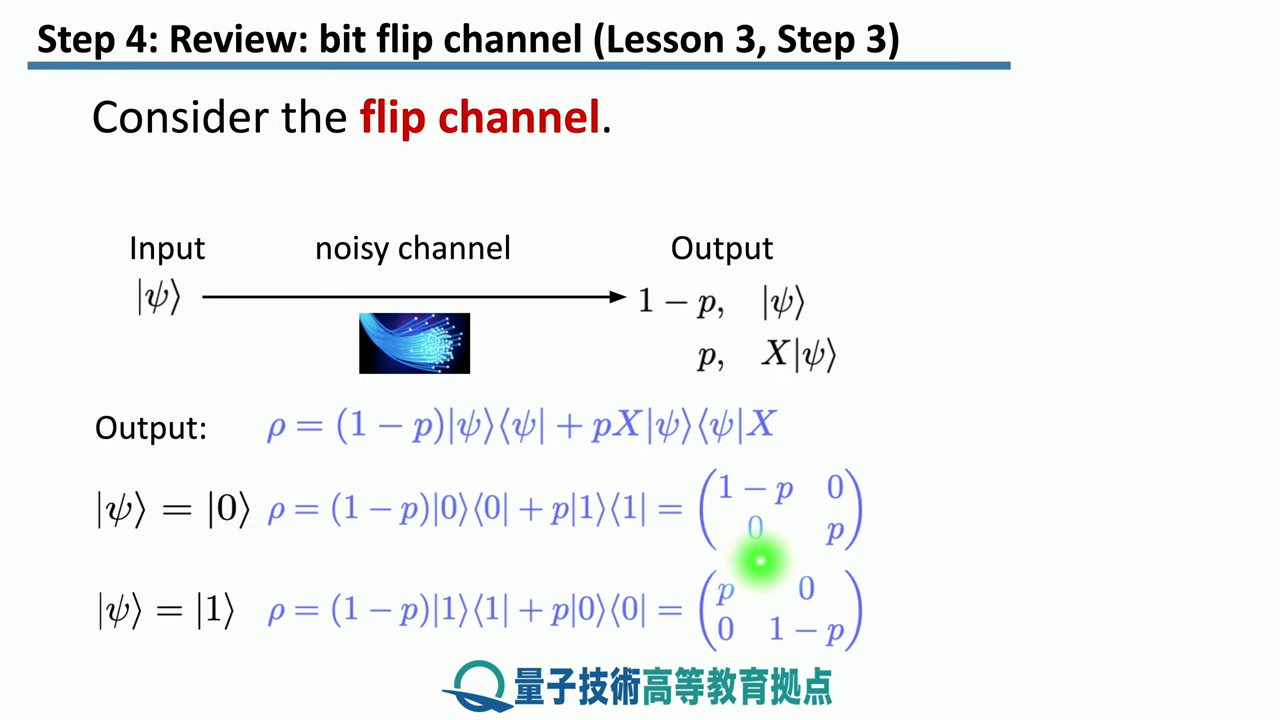 Step 4: Review: bit flip channel (Lesson 3, Step 3)
Consider the flip channel.
Input noisy channel Output
|ψ⟩ 1 − p, |ψ⟩
p, X|ψ⟩
Output: ρ = (1 − p)|ψ⟩⟨ψ| + pX|ψ⟩⟨ψ|X
|ψ⟩ = |0⟩ ρ = (1 − p)|0⟩⟨0| + p|1⟩⟨1| = (1 − p 0
0 p)
|ψ⟩ = |1⟩ ρ = (1 − p)|1⟩⟨1| + p|0⟩⟨0| = (p 0
0 1 − p)
量子技術高等教育拠点